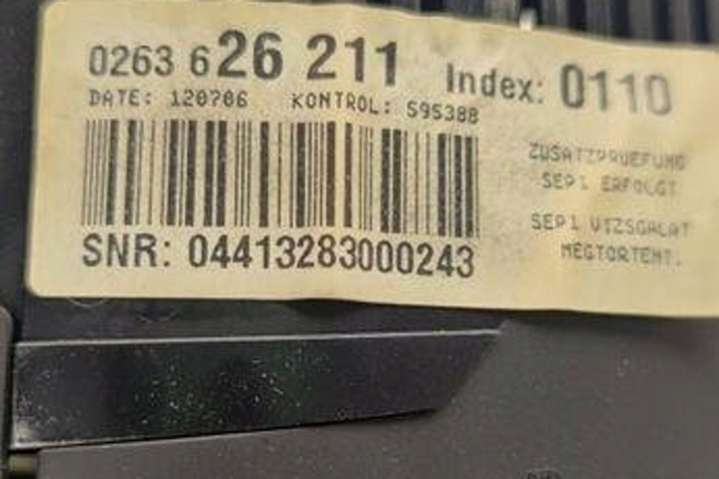 0263 626 211 Index: 0110
DATE: 120706 KONTROL: 595388
SNR: 04413283000243
ZUSATZPRUEFUNG
SEP1 ERFOLGT
SEP1 VIZSGALAT
MEGTORTENT.